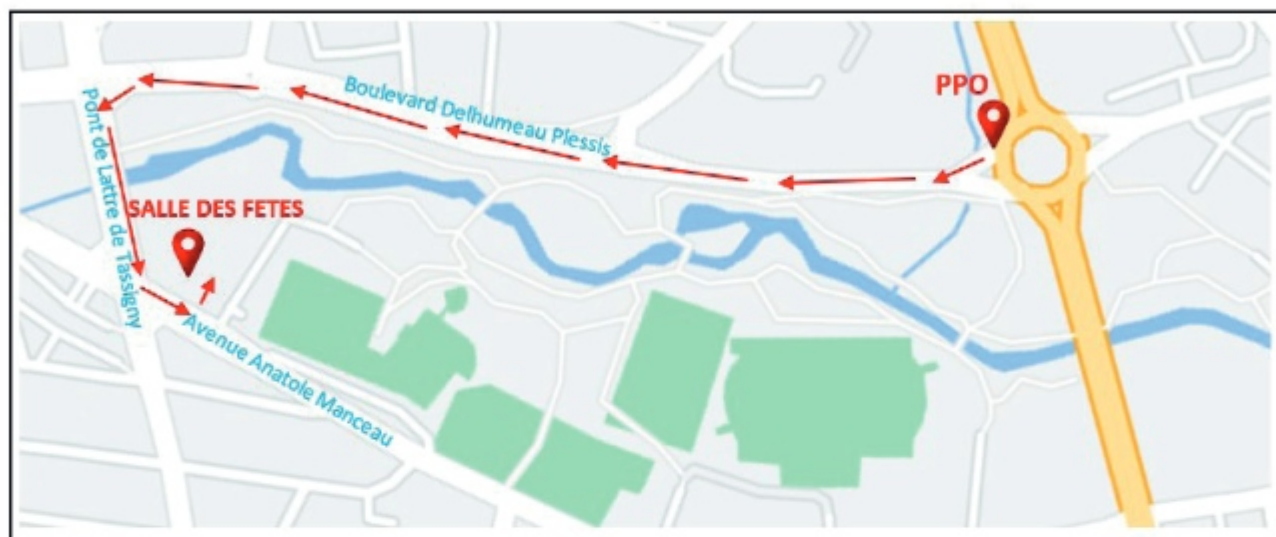 PPO
Boulevard Delhumeau Plessis
Pont de Lattre de Tassigny
SALLE DES FETES
Avenue Anatole Manceau